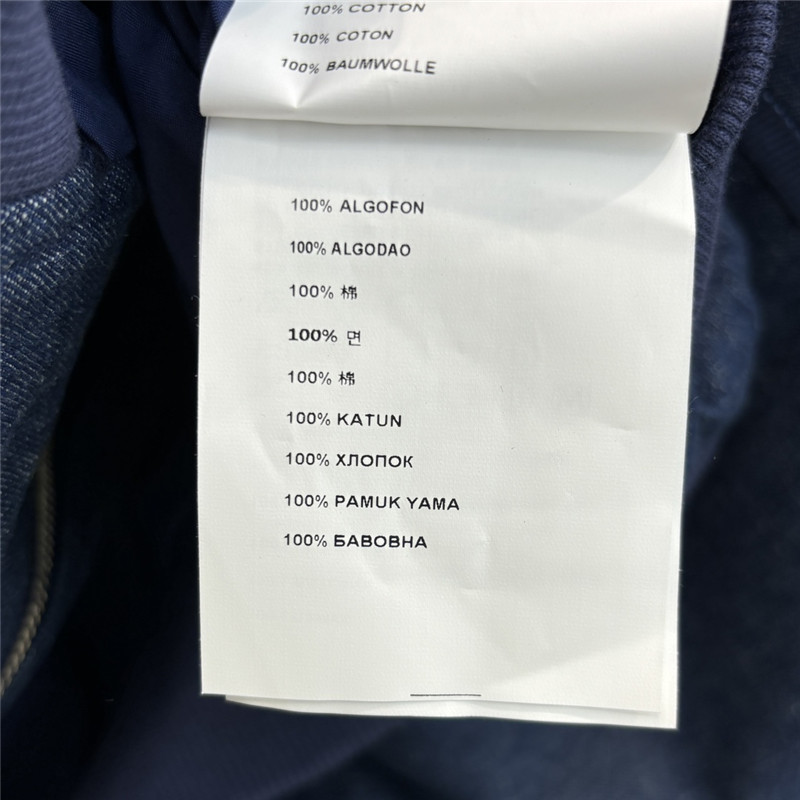 100% COTTON
100% COTON
100% BAUMWOLLE
100% ALGOFON
100% ALGODAO
100% 棉
100% 면
100% 棉
100% KATUN
100% ХЛОПОК
100% PAMUK YAMA
100% БАВОВНА